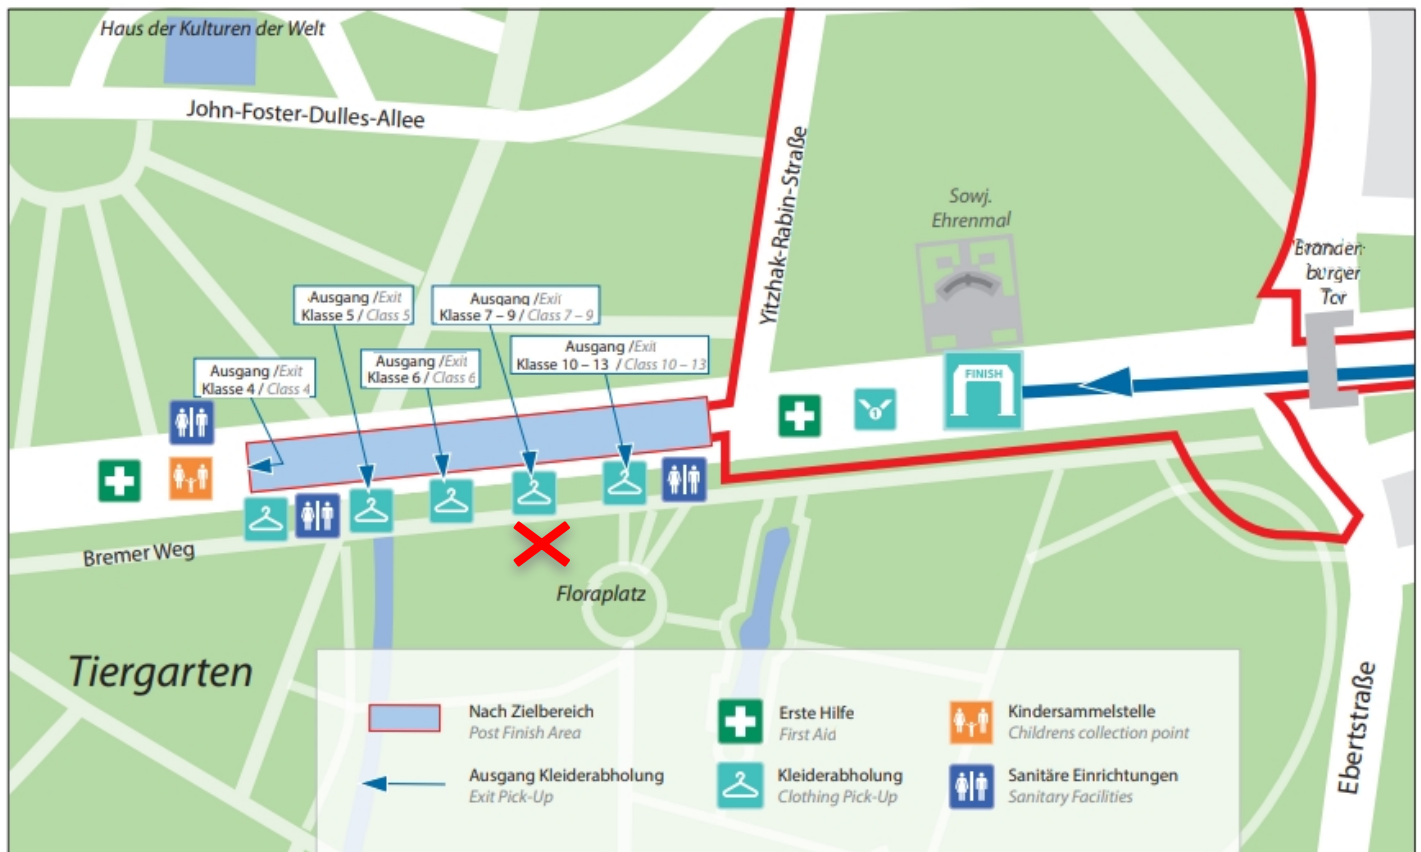 Haus der Kulturen der Welt
John-Foster-Dulles-Allee
Yitzhak-Rabin-Straße
Sowj.
Ehrenmal
Branden-
burger
Tor
Ausgang /Exit
Klasse 5 / Class 5
Ausgang /Exit
Klasse 7 – 9 / Class 7 – 9
Ausgang /Exit
Klasse 4 / Class 4
Ausgang /Exit
Klasse 6 / Class 6
Ausgang /Exit
Klasse 10 – 13 / Class 10 – 13
FINISH
1
Bremer Weg
Floraplatz
Tiergarten
Ebertstraße
Nach Zielbereich
Post Finish Area
Ausgang Kleiderabholung
Exit Pick-Up
Erste Hilfe
First Aid
Kleiderabholung
Clothing Pick-Up
Kindersammelstelle
Childrens collection point
Sanitäre Einrichtungen
Sanitary Facilities